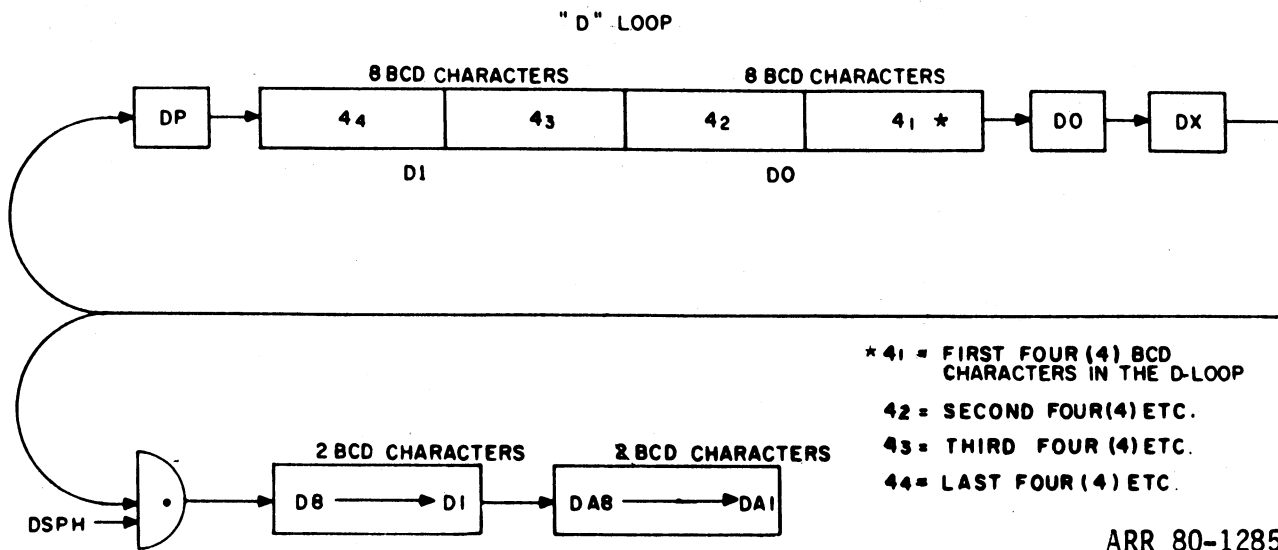 "D" LOOP
8 BCD CHARACTERS 8 BCD CHARACTERS
DP 4₄ 4₃ 4₂ 4₁ * DO DX
D1 DO
* 4₁ = FIRST FOUR (4) BCD
CHARACTERS IN THE D-LOOP
4₂ = SECOND FOUR (4) ETC.
4₃ = THIRD FOUR (4) ETC.
4₄ = LAST FOUR (4) ETC.
2 BCD CHARACTERS 2 BCD CHARACTERS
D8 D1 DA8 DA1
DSPH
ARR 80-1285